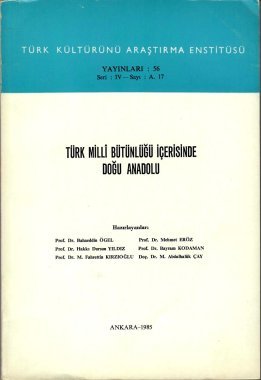 TÜRK KÜLTÜRÜNÜ ARAŞTIRMA ENSTİTÜSÜ
YAYINLARI : 56
Seri : IV—Sayı : A. 17
TÜRK MİLLİ BÜTÜNLÜĞÜ İÇERİSİNDE
DOĞU ANADOLU
Hazırlayanlar:
Prof. Dr. Bahaeddin ÖGEL Prof. Dr. Mehmet ERÖZ
Prof. Dr. Hakkı Dursun YILDIZ Prof. Dr. Bayram KODAMAN
Prof. Dr. M. Fahrettin KIRZIOĞLU Doç. Dr. M. Abdulhalûk ÇAY
ANKARA-1985